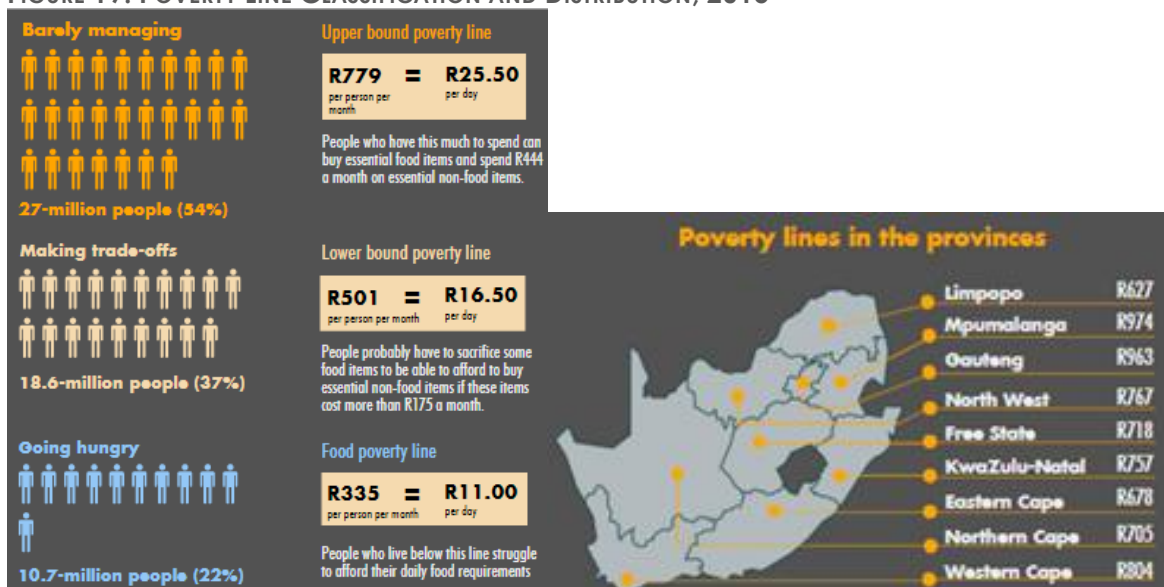 Barely managing
27-million people (54%)
Upper bound poverty line
R779 = R25.50
per person per
month
per day
People who have this much to spend can
buy essential food items and spend R444
a month on essential non-food items.
Making trade-offs
18.6-million people (37%)
Lower bound poverty line
R501 = R16.50
per person per month
per day
People probably have to sacrifice some
food items to be able to afford to buy
essential non-food items if these items
cost more than R175 a month.
Going hungry
10.7-million people (22%)
Food poverty line
R335 = R11.00
per person per month
per day
People who live below this line struggle
to afford their daily food requirements
Poverty lines in the provinces
Limpopo R627
Mpumalanga R974
Gauteng R963
North West R767
Free State R718
KwaZulu-Natal R757
Eastern Cape R678
Northern Cape R705
Western Cape R804